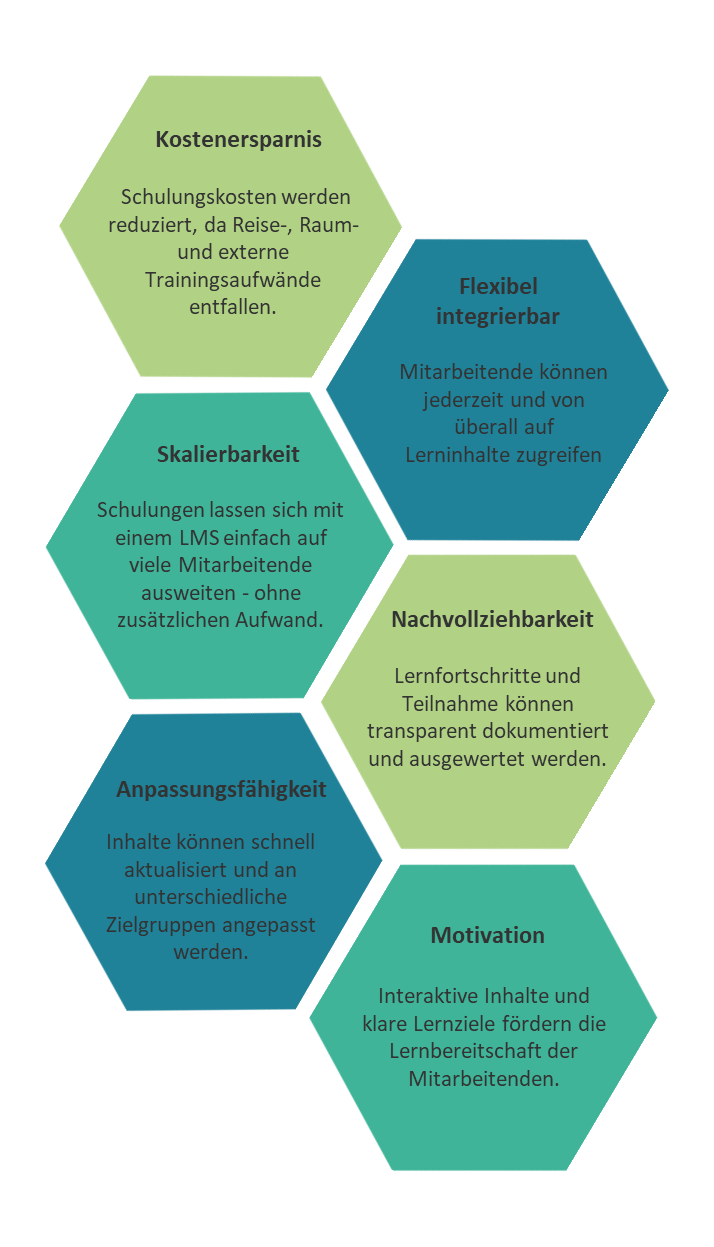 Kostenersparnis
Schulungskosten werden
reduziert, da Reise-, Raum-
und externe
Trainingsaufwände
entfallen.
Flexibel
integrierbar
Mitarbeitende können
jederzeit und von
überall auf
Lerninhalte zugreifen
Skalierbarkeit
Schulungen lassen sich mit
einem LMS einfach auf
viele Mitarbeitende
ausweiten - ohne
zusätzlichen Aufwand.
Nachvollziehbarkeit
Lernfortschritte und
Teilnahme können
transparent dokumentiert
und ausgewertet werden.
Anpassungsfähigkeit
Inhalte können schnell
aktualisiert und an
unterschiedliche
Zielgruppen angepasst
werden.
Motivation
Interaktive Inhalte und
klare Lernziele fördern die
Lernbereitschaft der
Mitarbeitenden.